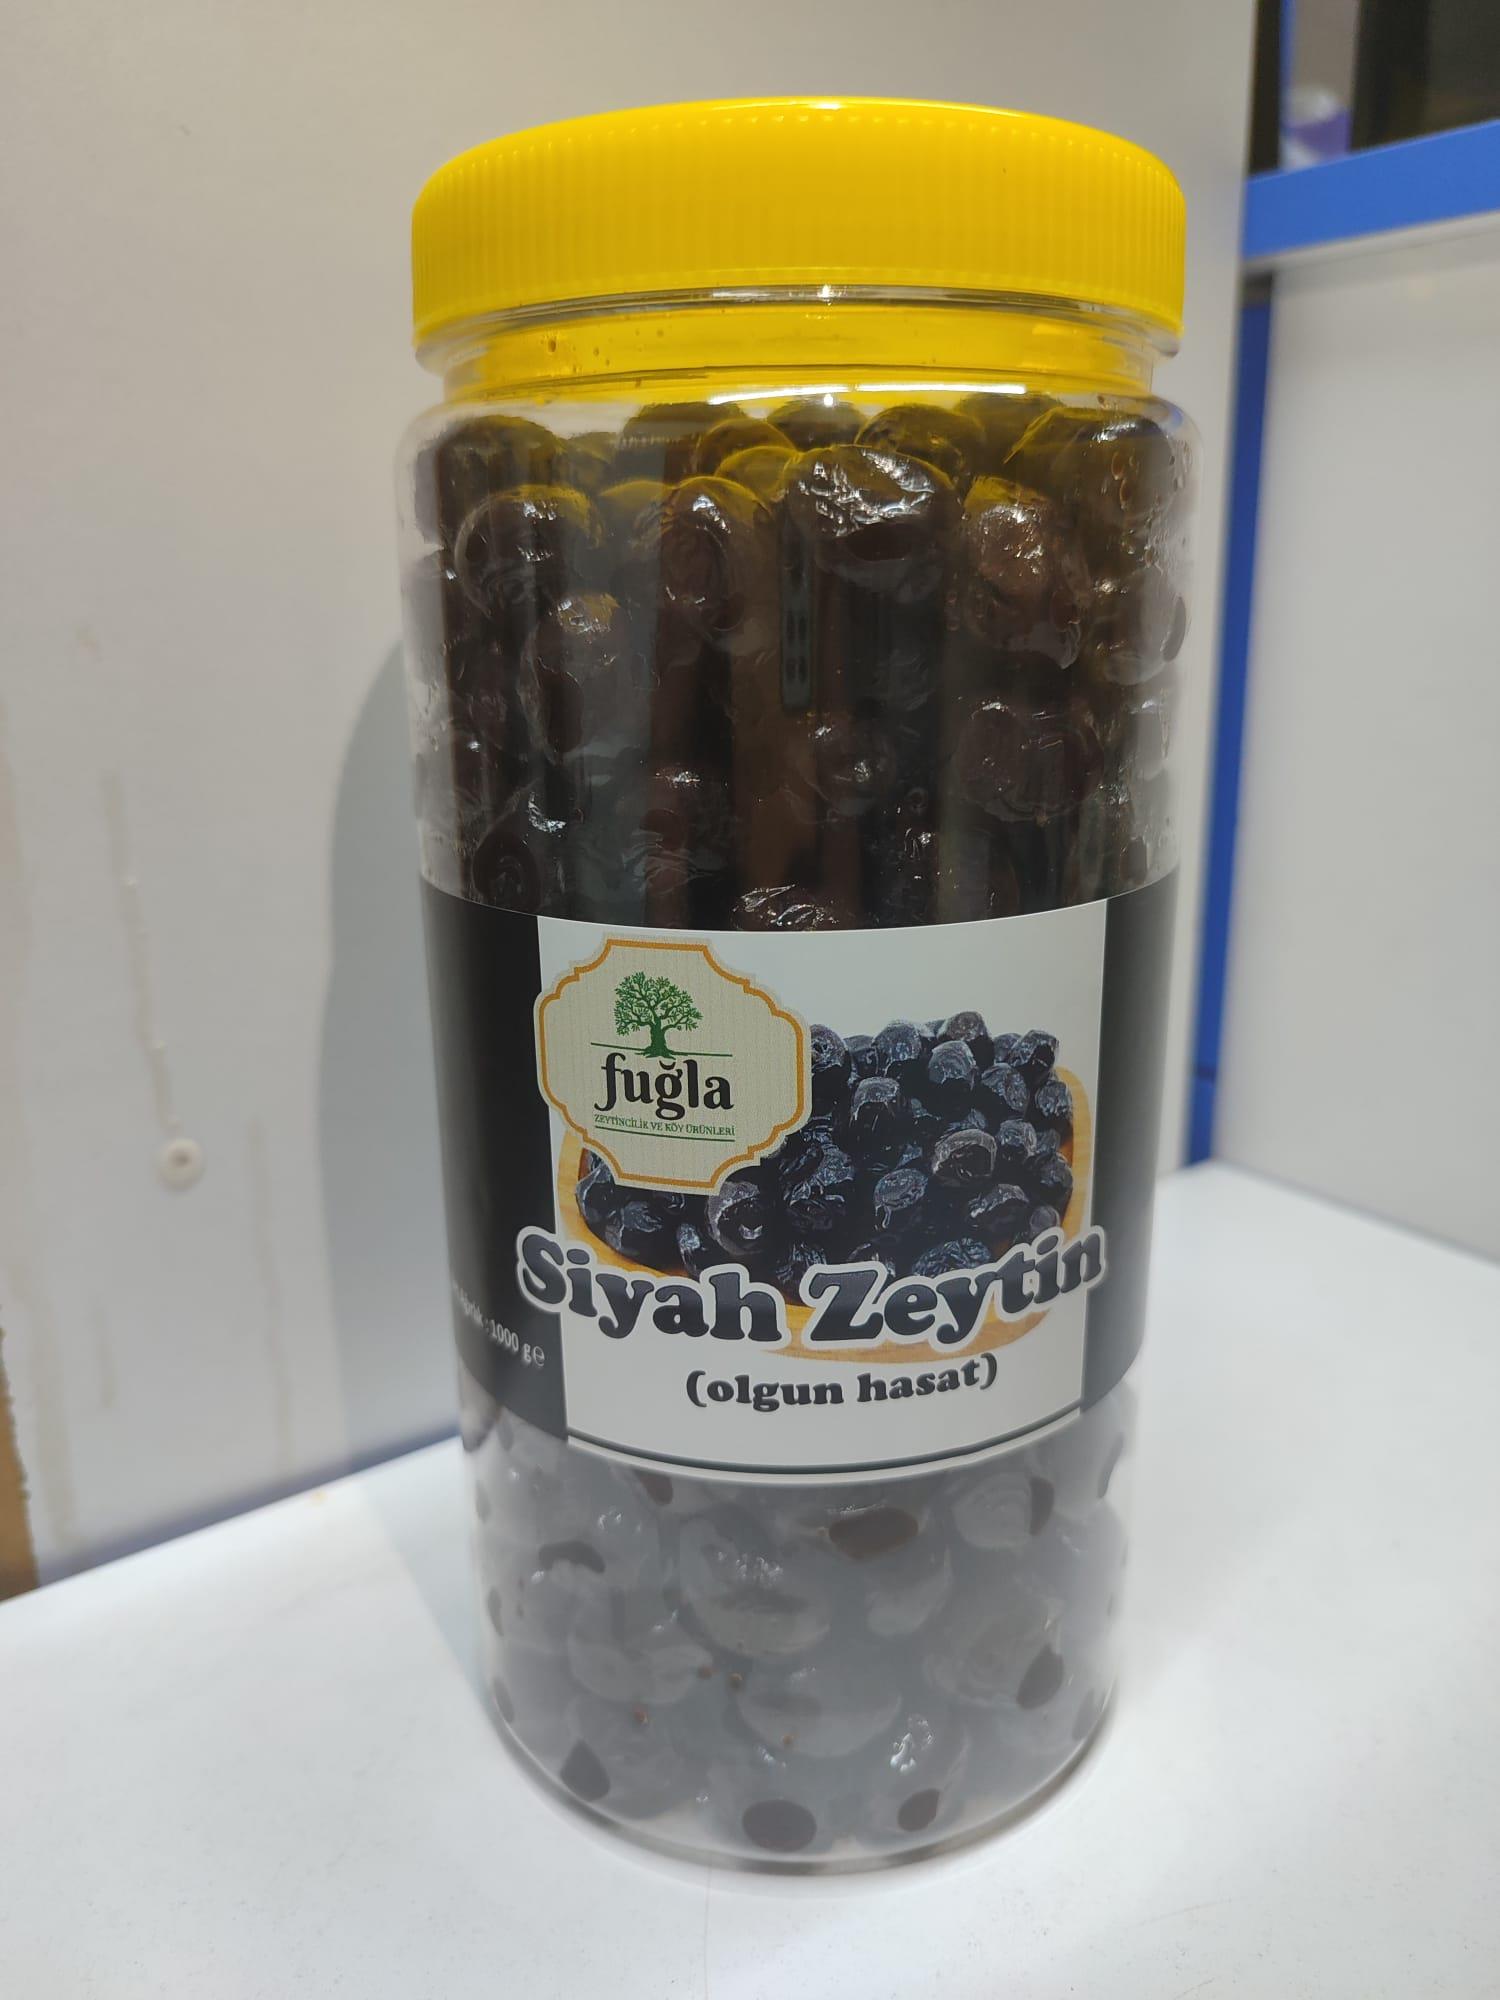 fuğla
ZEYTİNCİLİK VE KÖY ÜRÜNLERİ
Siyah Zeytin
(olgun hasat)
1000 g e